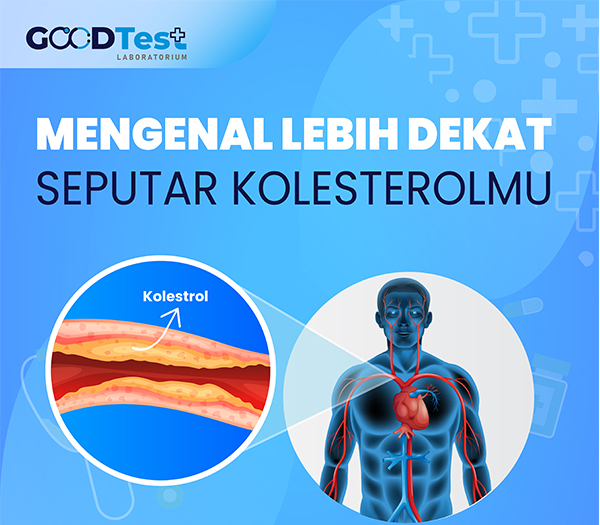 GOODTest
LABORATORIUM
MENGENAL LEBIH DEKAT
SEPUTAR KOLESTEROLMU
Kolestrol